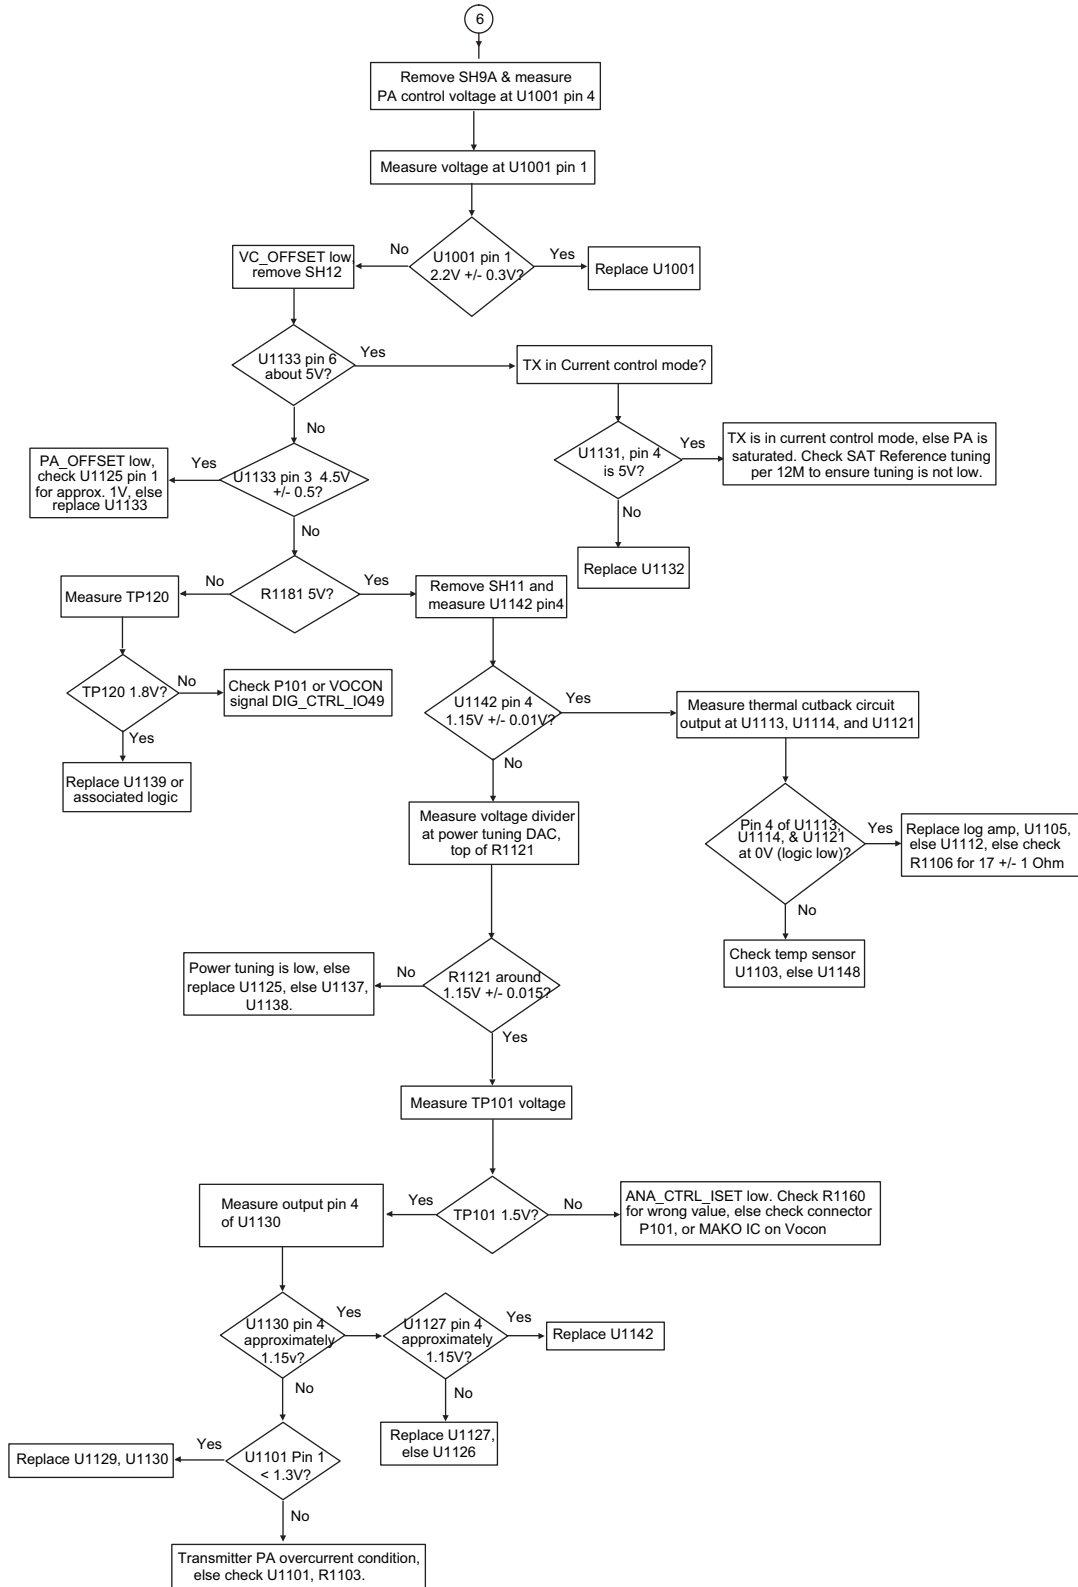 6
Remove SH9A & measure
PA control voltage at U1001 pin 4
Measure voltage at U1001 pin 1
U1001 pin 1
2.2V +/- 0.3V?
No
Yes
VC_OFFSET low,
remove SH12
Replace U1001
U1133 pin 6
about 5V?
Yes
No
TX in Current control mode?
U1131, pin 4
is 5V?
Yes
No
TX is in current control mode, else PA is
saturated. Check SAT Reference tuning
per 12M to ensure tuning is not low.
Replace U1132
U1133 pin 3 4.5V
+/- 0.5?
Yes
No
PA_OFFSET low,
check U1125 pin 1
for approx. 1V, else
replace U1133
R1181 5V?
No
Yes
Measure TP120
TP120 1.8V?
No
Yes
Check P101 or VOCON
signal DIG_CTRL_IO49
Replace U1139 or
associated logic
Remove SH11 and
measure U1142 pin4
U1142 pin 4
1.15V +/- 0.01V?
Yes
No
Measure thermal cutback circuit
output at U1113, U1114, and U1121
Pin 4 of U1113,
U1114, & U1121
at 0V (logic low)?
Yes
No
Replace log amp, U1105,
else U1112, else check
R1106 for 17 +/- 1 Ohm
Check temp sensor
U1103, else U1148
Measure voltage divider
at power tuning DAC,
top of R1121
R1121 around
1.15V +/- 0.015?
No
Yes
Power tuning is low, else
replace U1125, else U1137,
U1138.
Measure TP101 voltage
TP101 1.5V?
Yes
No
ANA_CTRL_ISET low. Check R1160
for wrong value, else check connector
P101, or MAKO IC on Vocon
Measure output pin 4
of U1130
U1130 pin 4
approximately
1.15v?
Yes
No
U1127 pin 4
approximately
1.15V?
Yes
No
Replace U1142
Replace U1127,
else U1126
U1101 Pin 1
< 1.3V?
Yes
No
Replace U1129, U1130
Transmitter PA overcurrent condition,
else check U1101, R1103.